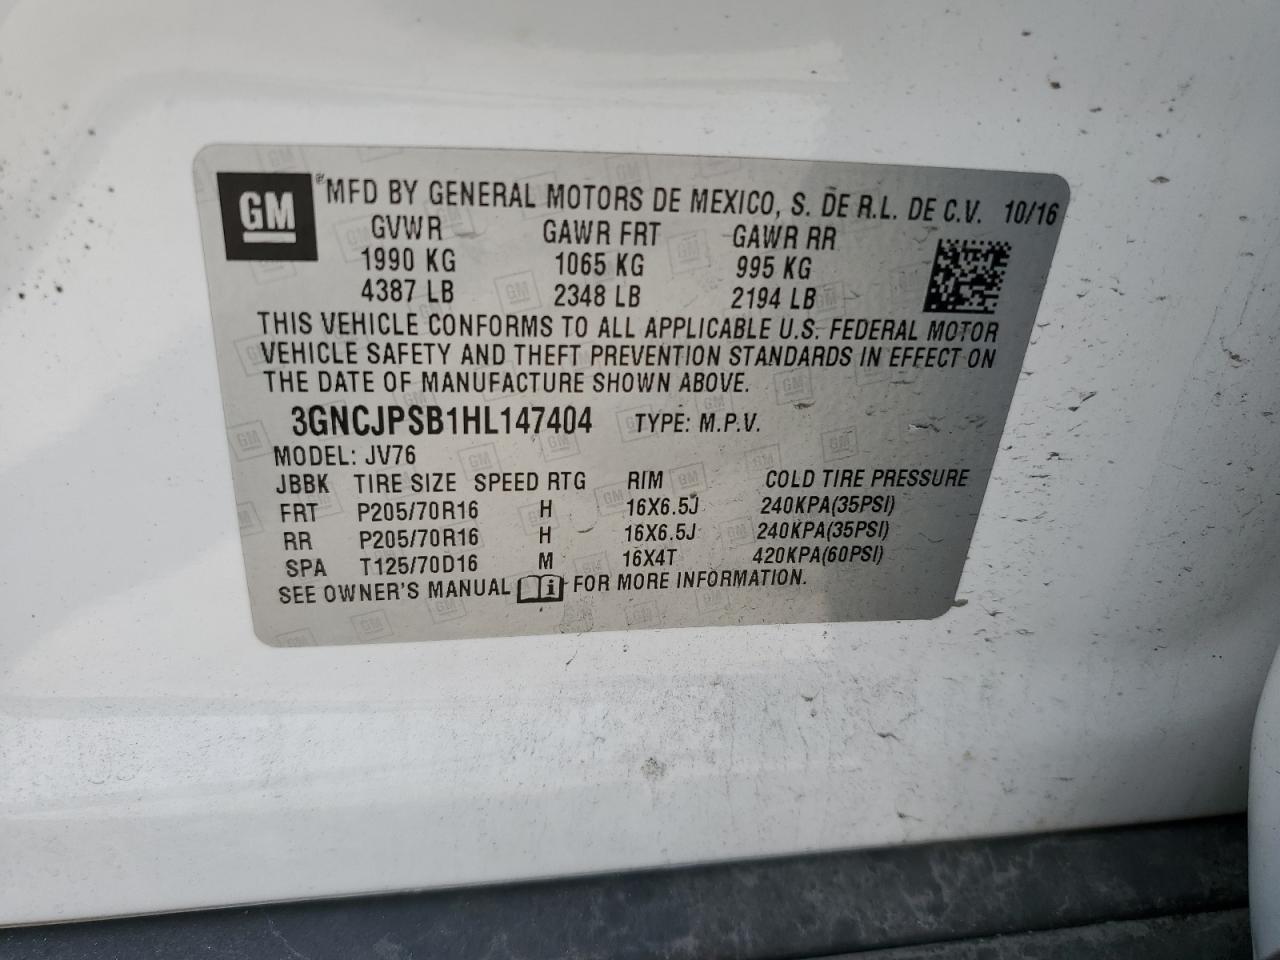 GM
MFD BY GENERAL MOTORS DE MEXICO, S. DE R.L. DE C.V. 10/16
GVWR GAWR FRT GAWR RR
1990 KG 1065 KG 995 KG
4387 LB 2348 LB 2194 LB
THIS VEHICLE CONFORMS TO ALL APPLICABLE U.S. FEDERAL MOTOR
VEHICLE SAFETY AND THEFT PREVENTION STANDARDS IN EFFECT ON
THE DATE OF MANUFACTURE SHOWN ABOVE.
3GNCJPSB1HL147404 TYPE: M.P.V.
MODEL: JV76
JBBK TIRE SIZE SPEED RTG RIM COLD TIRE PRESSURE
FRT P205/70R16 H 16X6.5J 240KPA(35PSI)
RR P205/70R16 H 16X6.5J 240KPA(35PSI)
SPA T125/70D16 M 16X4T 420KPA(60PSI)
SEE OWNER'S MANUAL i FOR MORE INFORMATION.